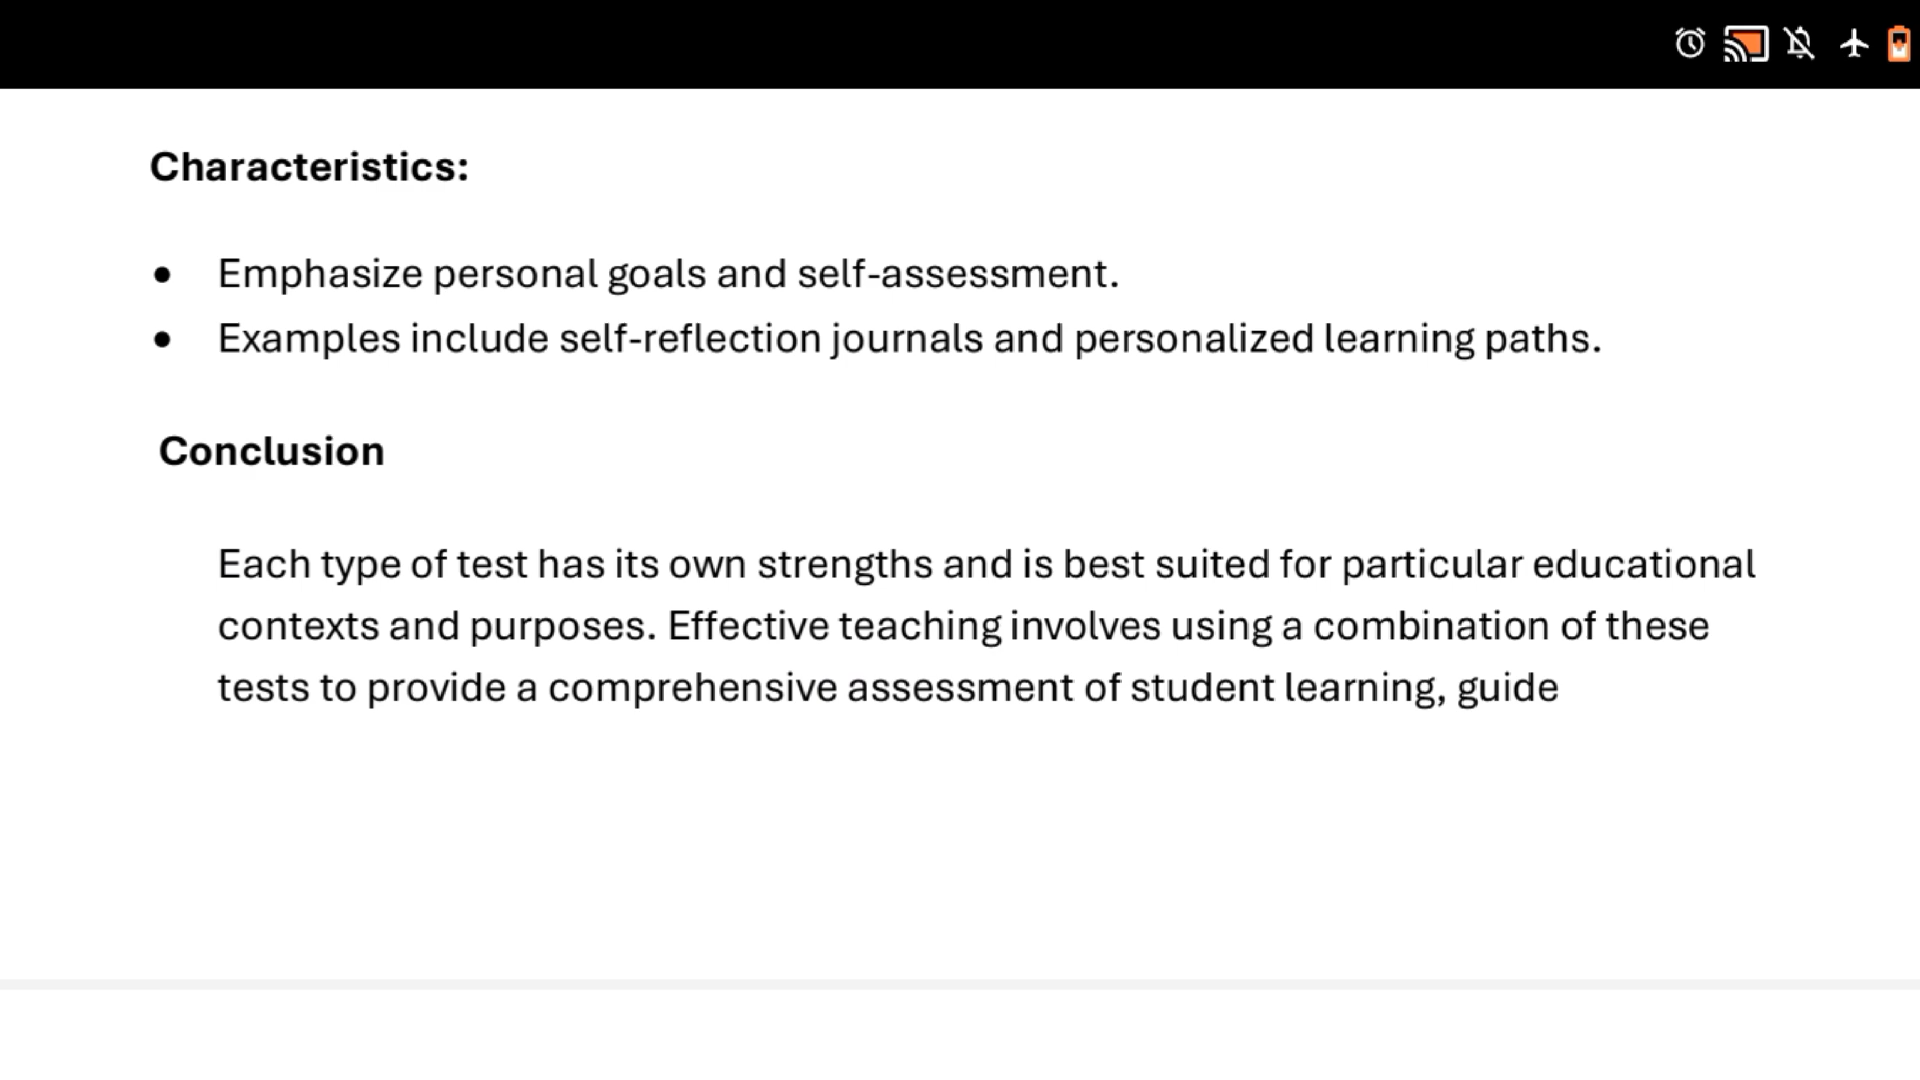 Characteristics:
• Emphasize personal goals and self-assessment.
• Examples include self-reflection journals and personalized learning paths.
Conclusion
Each type of test has its own strengths and is best suited for particular educational
contexts and purposes. Effective teaching involves using a combination of these
tests to provide a comprehensive assessment of student learning, guide